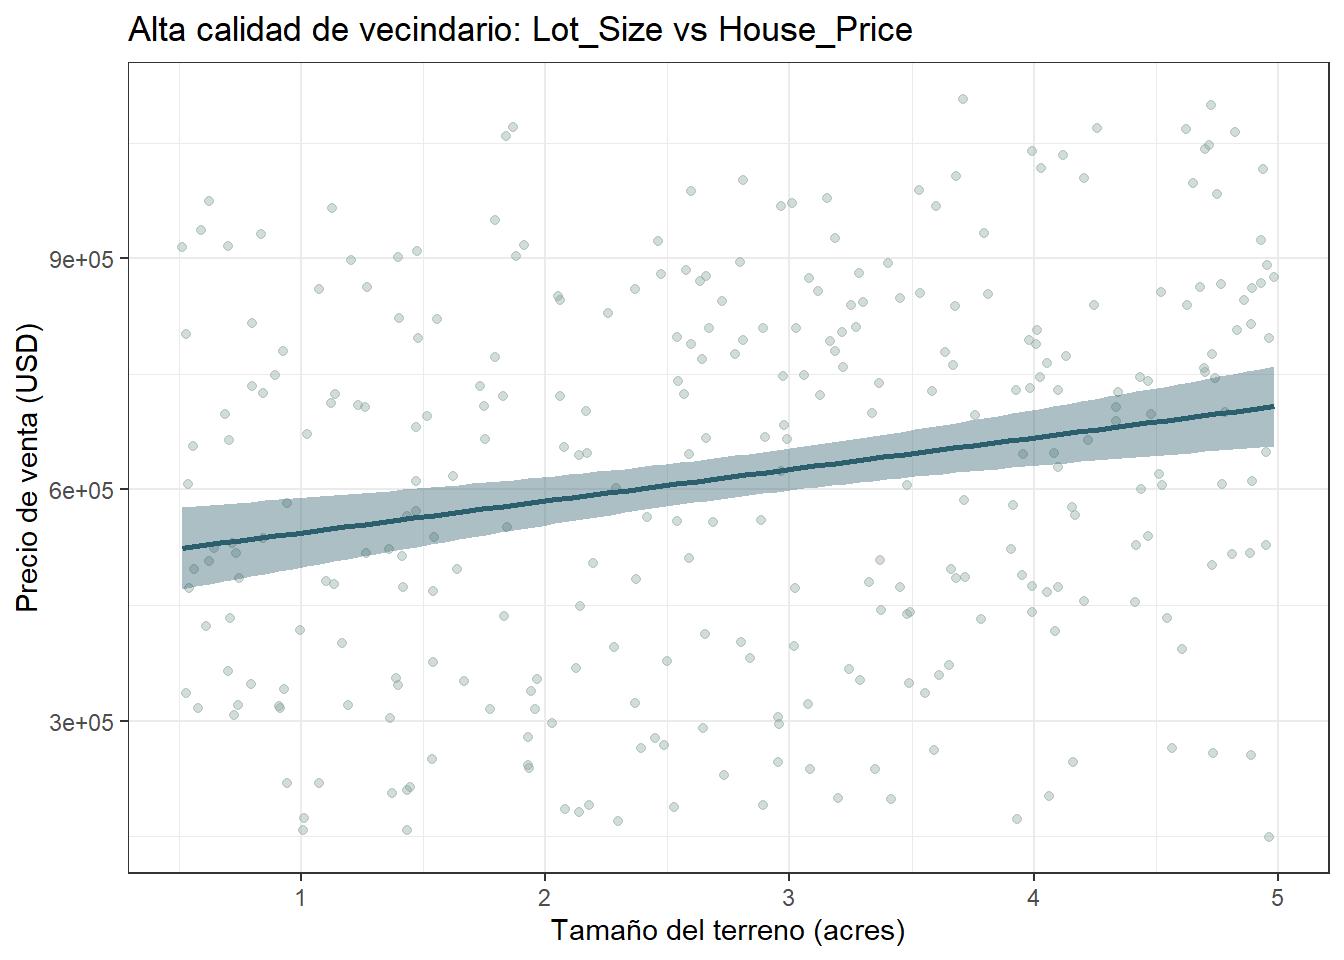 Alta calidad de vecindario: Lot_Size vs House_Price
Precio de venta (USD)
9e+05
6e+05
3e+05
1 2 3 4 5
Tamaño del terreno (acres)